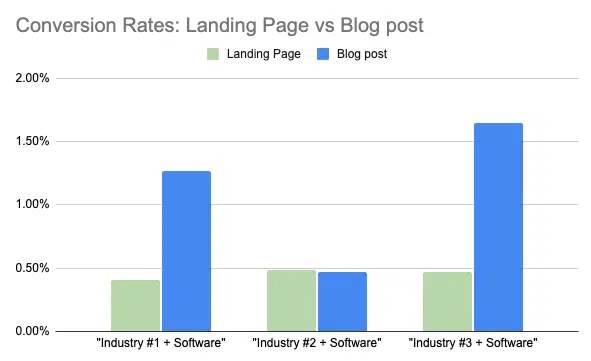 Conversion Rates: Landing Page vs Blog post
Landing Page
Blog post
2.00%
1.50%
1.00%
0.50%
0.00%
"Industry #1 + Software"
"Industry #2 + Software"
"Industry #3 + Software"